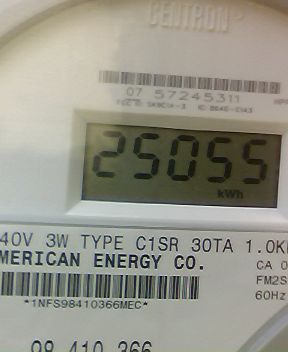 CENTRON
07 57245311
25055
kWh
40V 3W TYPE C1SR 30TA 1.0K
MERICAN ENERGY CO.
CA 0
FM2S
60Hz
*1NFS98410366MEC*
98 410 366